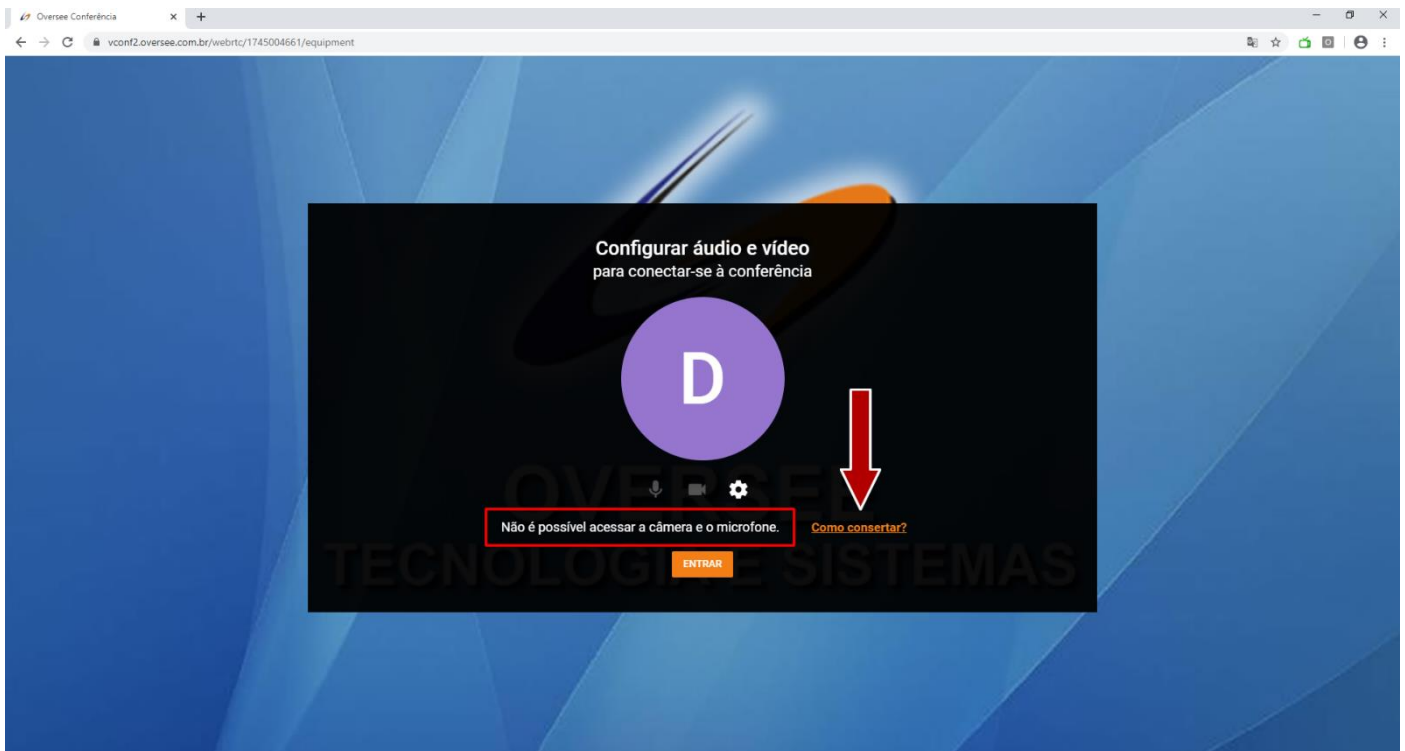 Oversee Conferência
vconf2.oversee.com.br/webrtc/1745004661/equipment
Configurar áudio e vídeo
para conectar-se à conferência
D
OVERSEE
Não é possível acessar a câmera e o microfone. Como consertar?
TECNOLOGIA E SISTEMAS
ENTRAR